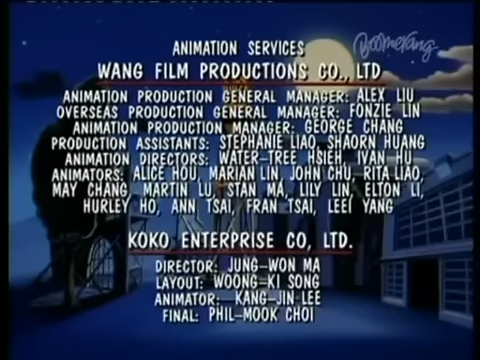 Boomerang
ANIMATION SERVICES
WANG FILM PRODUCTIONS CO., LTD
ANIMATION PRODUCTION GENERAL MANAGER: ALEX LIU
OVERSEAS PRODUCTION GENERAL MANAGER: FONZIE LIN
ANIMATION PRODUCTION MANAGER: GEORGE CHANG
PRODUCTION ASSISTANTS: STEPHANIE LIAO, SHAORN HUANG
ANIMATION DIRECTORS: WATER-TREE HSIEH, IVAN HU
ANIMATORS: ALICE HOU, MARIAN LIN, JOHN CHU, RITA LIAO,
MAY CHANG, MARTIN LU, STAN MA, LILY LIN, ELTON LI,
HURLEY HO, ANN TSAI, FRAN TSAI, LEEI YANG
KOKO ENTERPRISE CO, LTD.
DIRECTOR: JUNG-WON MA
LAYOUT: WOONG-KI SONG
ANIMATOR: KANG-JIN LEE
FINAL: PHIL-MOOK CHOI